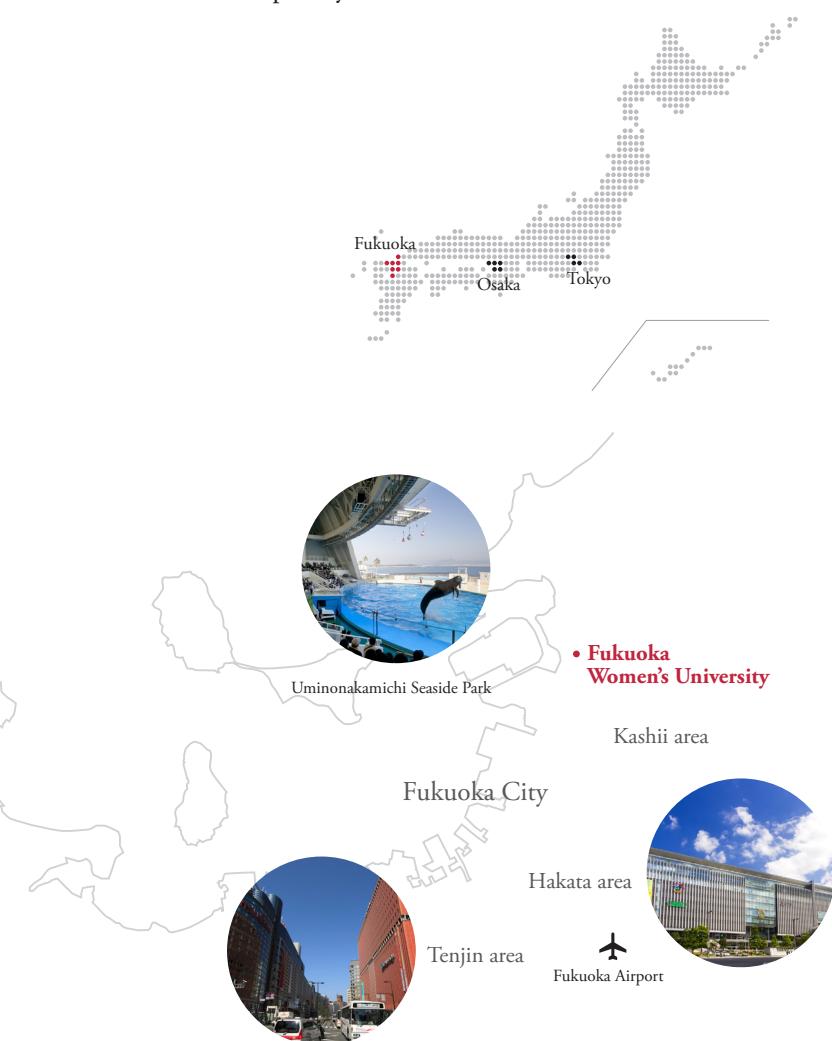 Fukuoka
Osaka
Tokyo
• Fukuoka
Women's University
Uminonakamichi Seaside Park
Kashii area
Fukuoka City
Hakata area
Tenjin area
Fukuoka Airport